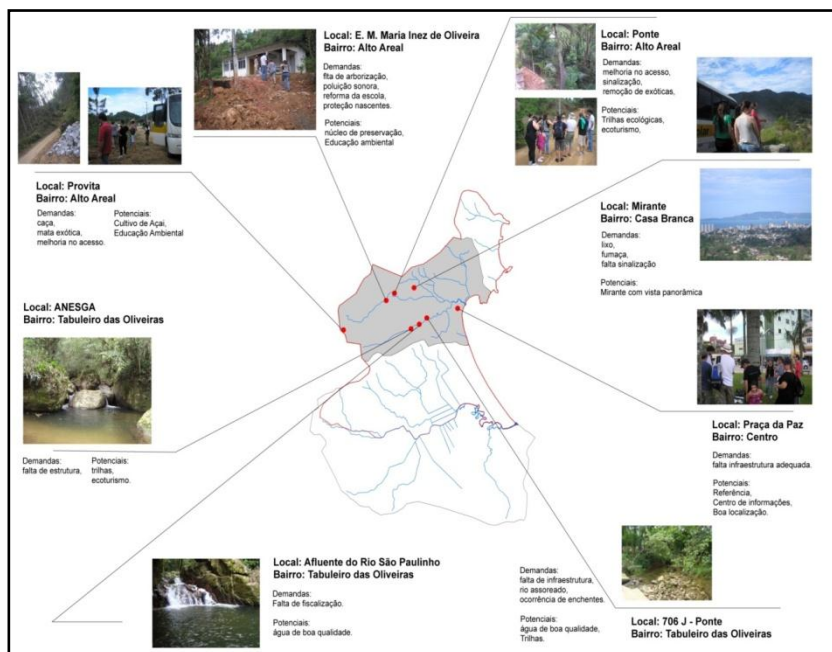 Local: E. M. Maria Inez de Oliveira
Bairro: Alto Areal
Demandas:
fita de arborização,
poluição sonora,
reforma da escola,
proteção nascentes.
Potenciais:
núcleo de preservação,
Educação ambiental
Local: Ponte
Bairro: Alto Areal
Demandas:
melhoria no acesso,
sinalização,
remoção de exóticas,
Potenciais:
Trilhas ecológicas,
ecoturismo,
Local: Provita
Bairro: Alto Areal
Demandas:
caça,
mata exótica,
melhoria no acesso.
Potenciais:
Cultivo de Açai,
Educação Ambiental
Local: Mirante
Bairro: Casa Branca
Demandas:
lixo,
fumaça,
falta sinalização
Potenciais:
Mirante com vista panorâmica
Local: ANESGA
Bairro: Tabuleiro das Oliveiras
Demandas:
falta de estrutura,
Potenciais:
trilhas,
ecoturismo.
Local: Praça da Paz
Bairro: Centro
Demandas:
falta infraestrutura adequada.
Potenciais:
Referência,
Centro de informações,
Boa localização.
Local: Afluente do Rio São Paulinho
Bairro: Tabuleiro das Oliveiras
Demandas:
Falta de fiscalização.
Potenciais:
água de boa qualidade.
Demandas:
falta de infraestrutura,
rio assoreado,
ocorrência de enchentes.
Potenciais:
água de boa qualidade,
Trilhas.
Local: 706 J - Ponte
Bairro: Tabuleiro das Oliveiras